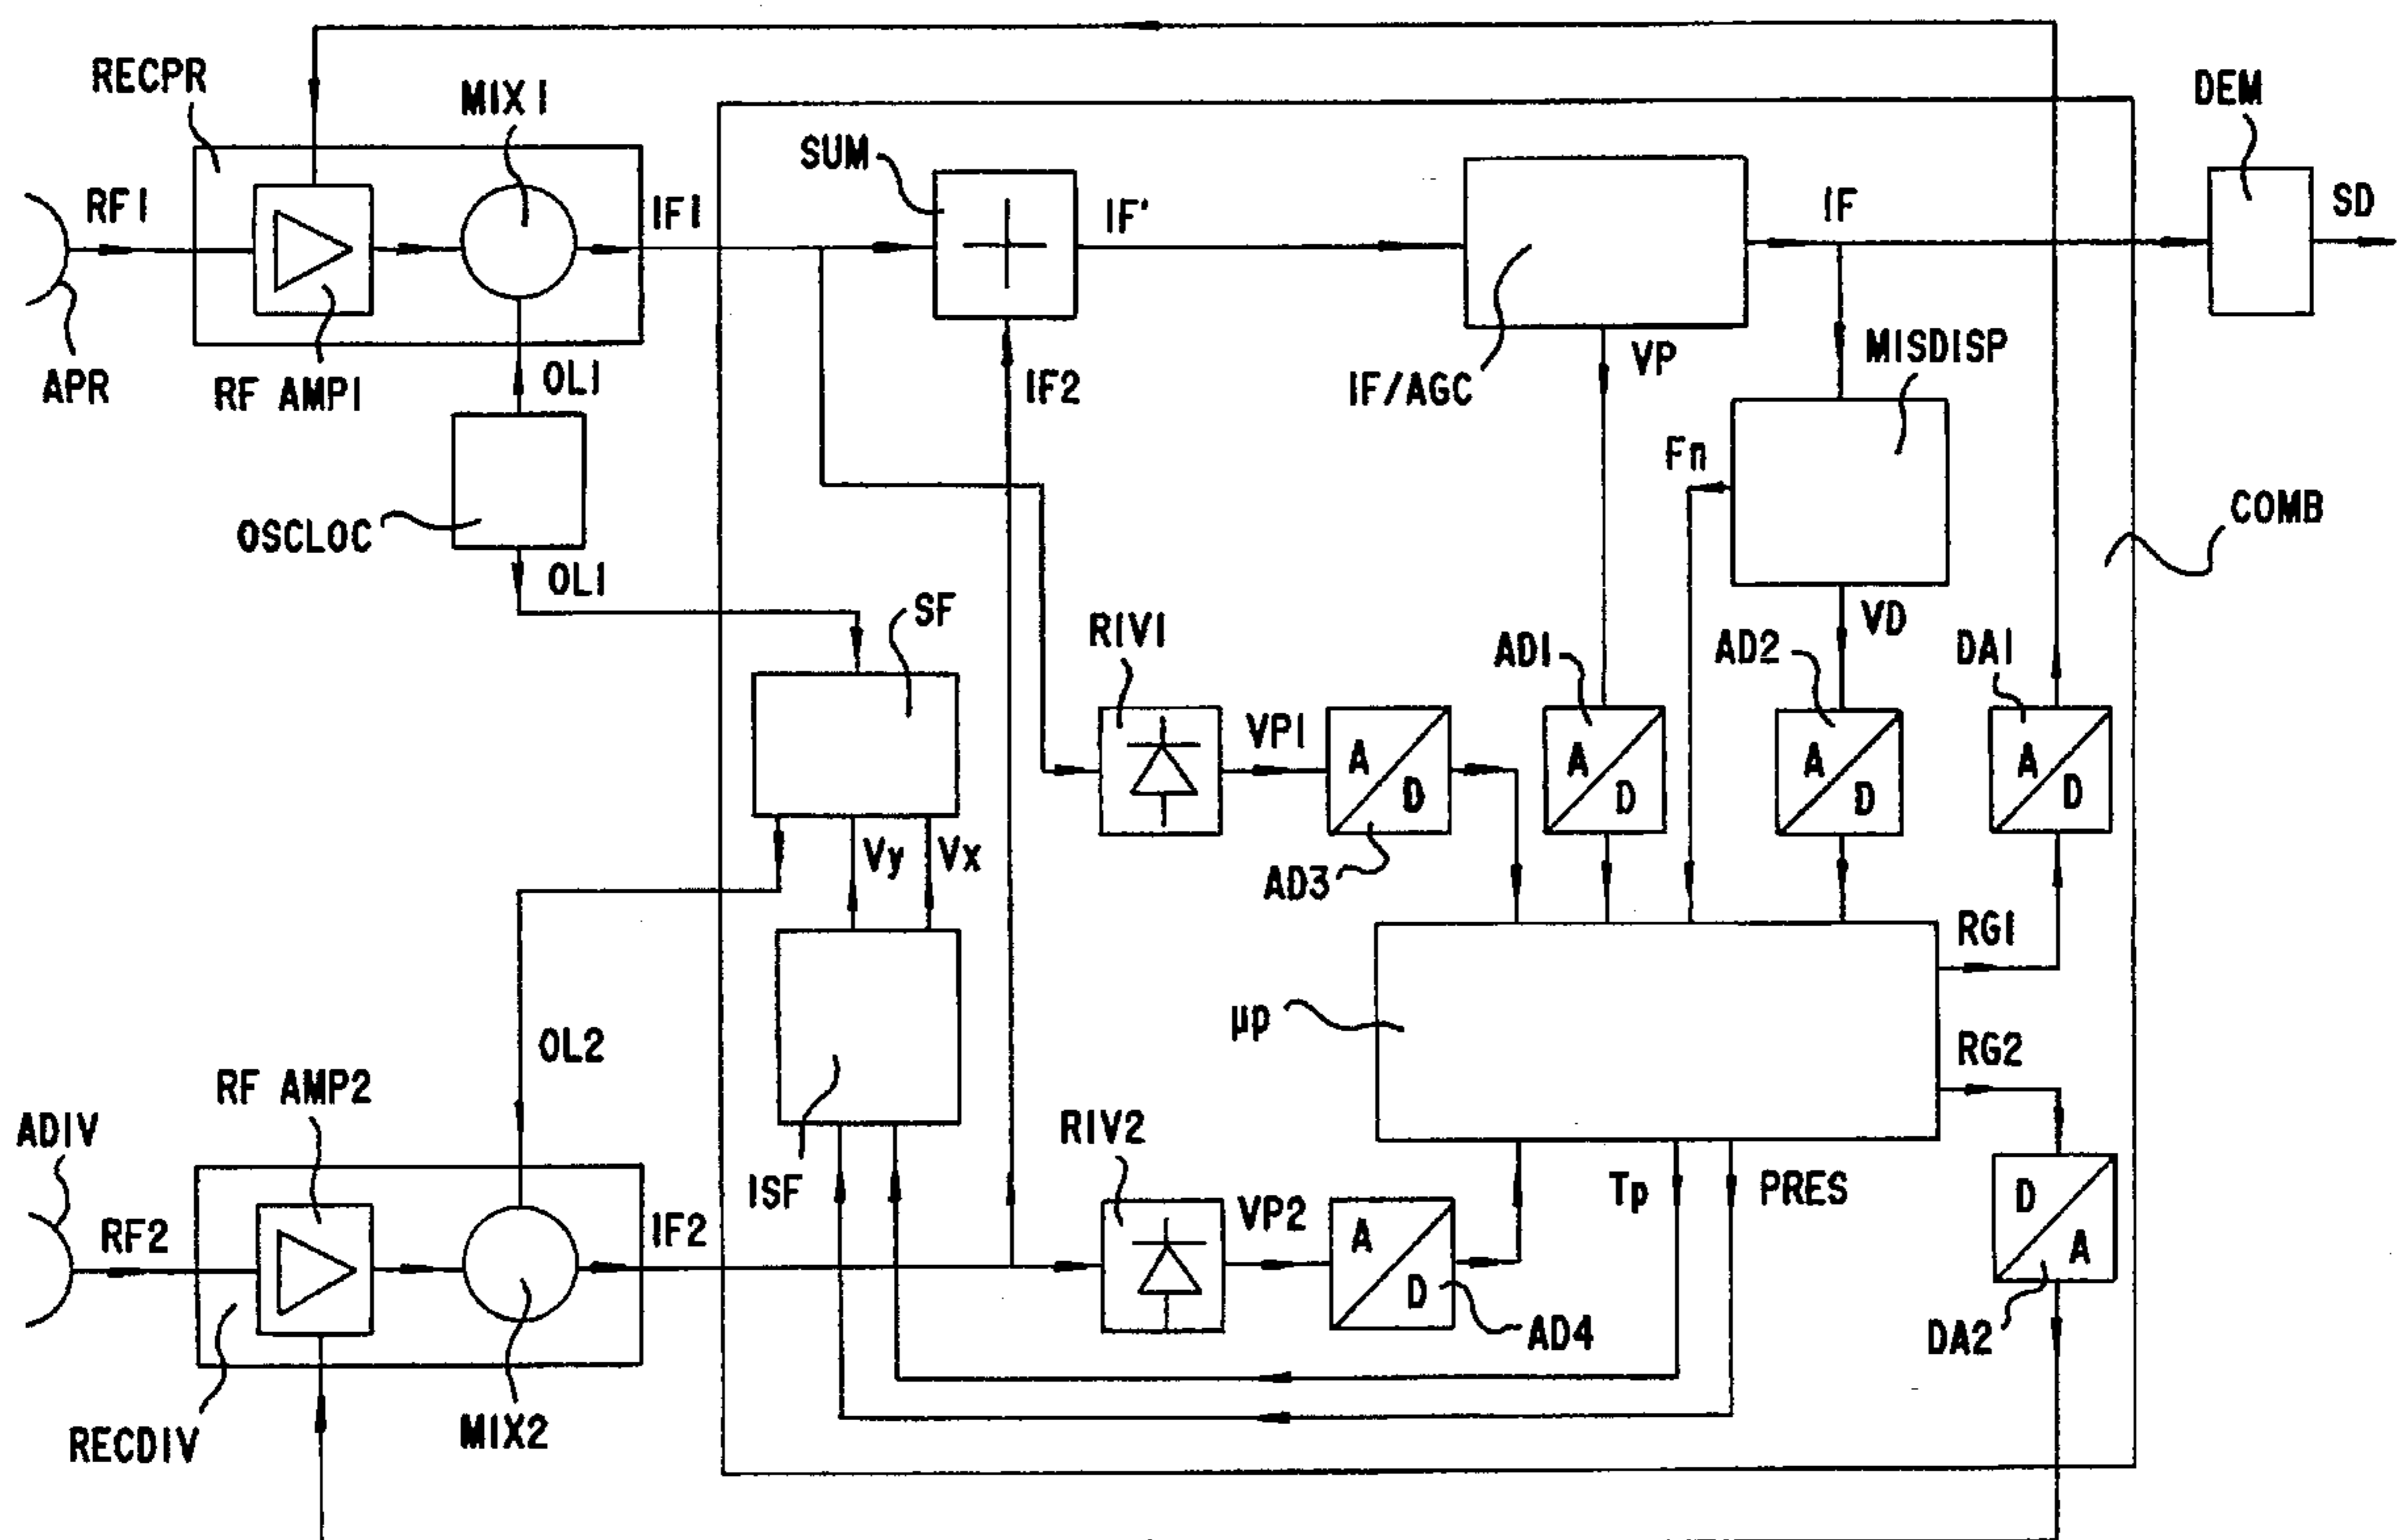 RECPR
MIX1
DEM
SUM
RF1
IF1
IF'
IF
SD
APR
RF AMP1
OL1
IF2
IF/AGC
VP
MISDISP
Fn
OSCLOC
COMB
OL1
SF
RIV1
AD1
VD
AD2
DA1
VP1
A
D
A
D
A
D
A
D
Vy
Vx
AD3
RG1
μp
OL2
RG2
RF AMP2
ADIV
RIV2
ISF
Tp
PRES
RF2
IF2
VP2
A
D
D
A
AD4
DA2
RECDIV
MIX2